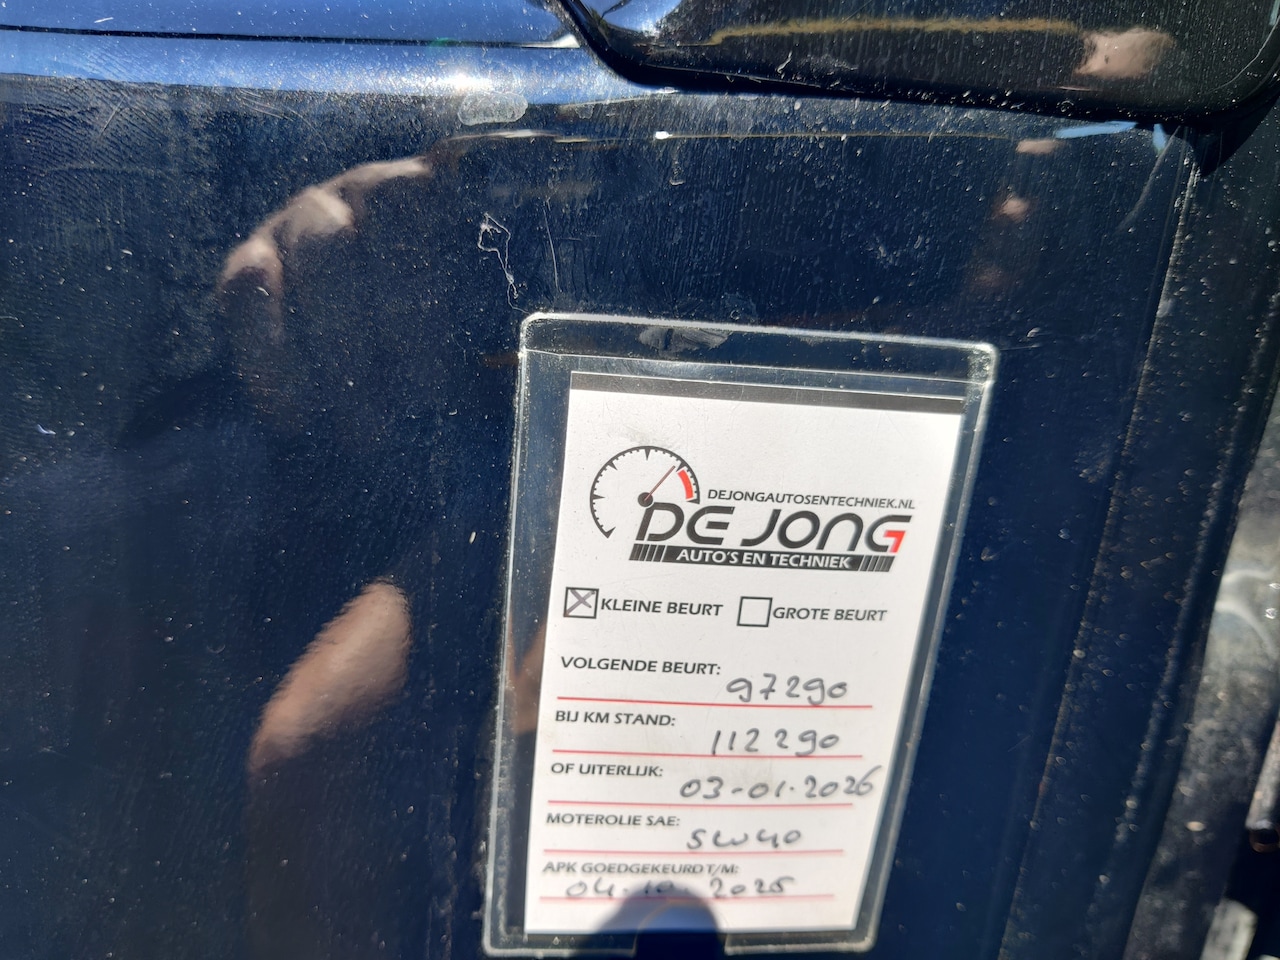 DEJONGAUTOSENTECHNIEK.NL
DE JONG
AUTO'S EN TECHNIEK
KLEINE BEURT GROTE BEURT
VOLGENDE BEURT: 97290
BIJ KM STAND: 112290
OF UITERLIJK: 03-01-2026
MOTEROLIE SAE: 5W40
APK GOEDGEKEURD T/M:
04-10-2025